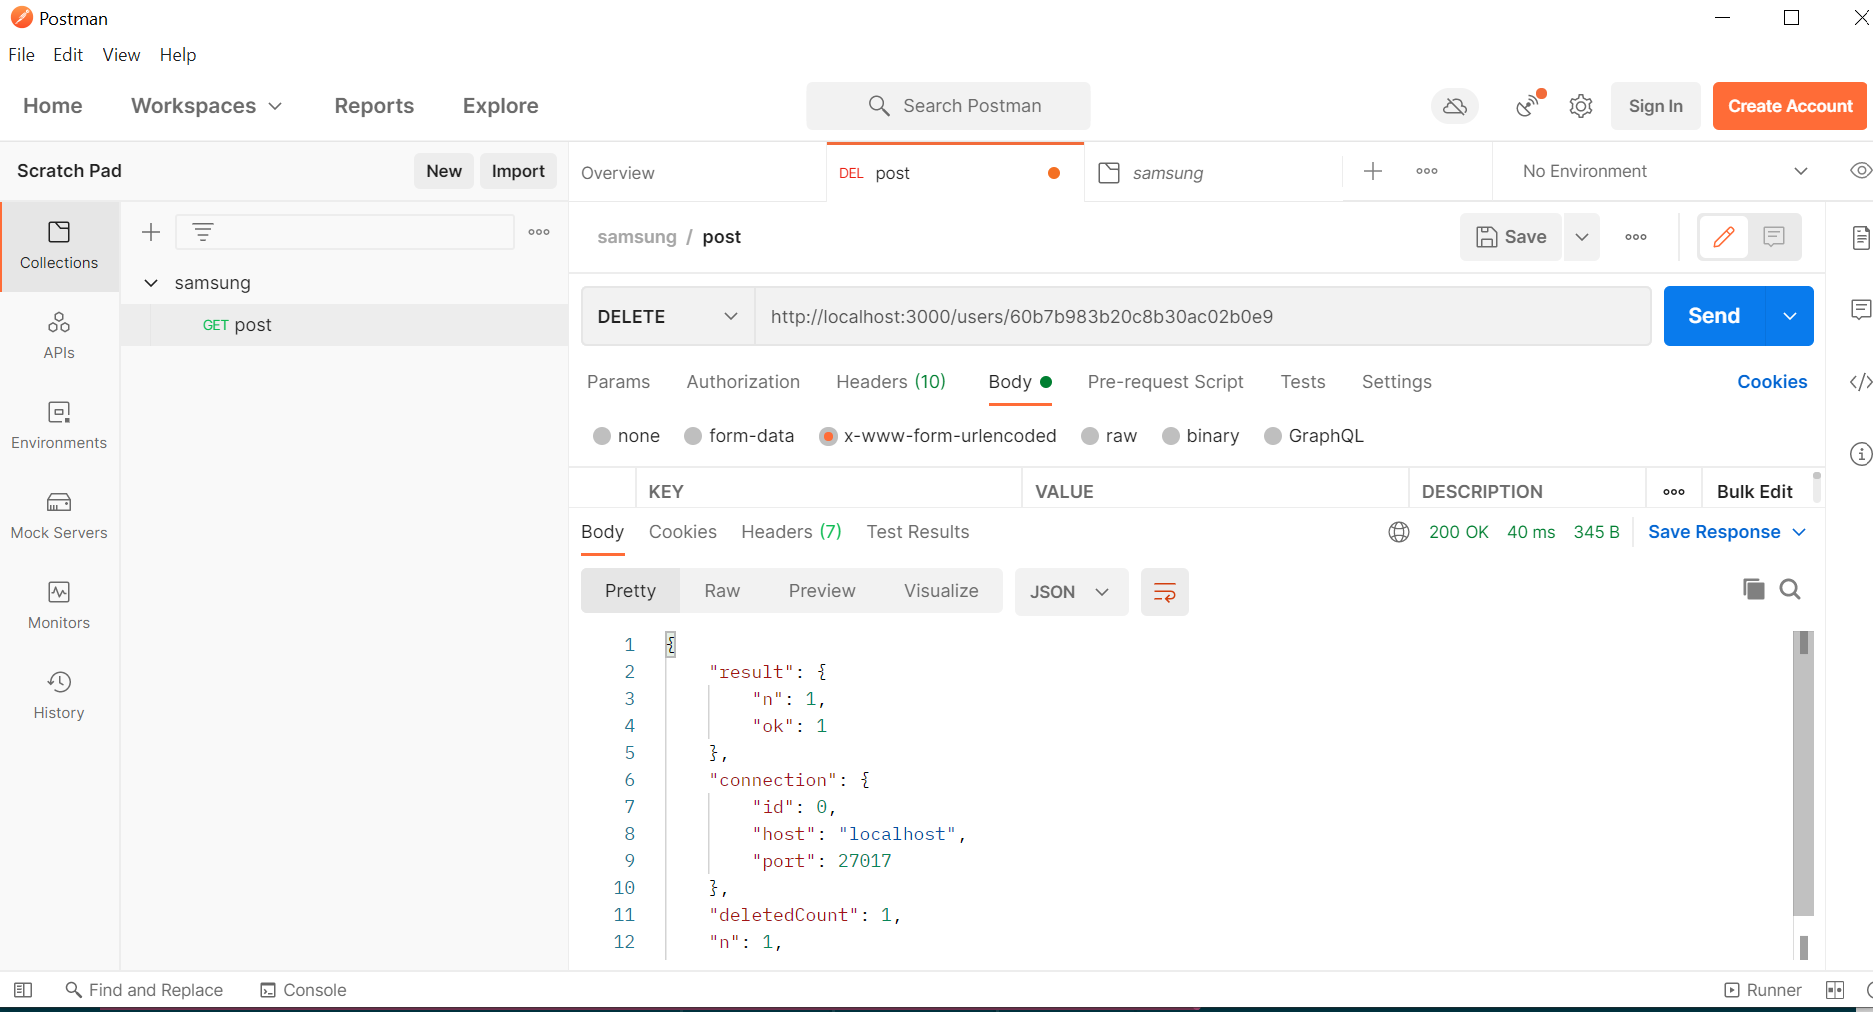 Postman
File Edit View Help
Home Workspaces Reports Explore Search Postman Sign In Create Account
Scratch Pad New Import Overview DEL post samsung No Environment
Collections
samsung / post Save
samsung
GET post
DELETE http://localhost:3000/users/60b7b983b20c8b30ac02b0e9 Send
APIs
Params Authorization Headers (10) Body Pre-request Script Tests Settings Cookies
Environments
none form-data x-www-form-urlencoded raw binary GraphQL
KEY VALUE DESCRIPTION Bulk Edit
Mock Servers
Body Cookies Headers (7) Test Results 200 OK 40 ms 345 B Save Response
Pretty Raw Preview Visualize JSON
Monitors
History
1 {
2 "result": {
3 "n": 1,
4 "ok": 1
5 },
6 "connection": {
7 "id": 0,
8 "host": "localhost",
9 "port": 27017
10 },
11 "deletedCount": 1,
12 "n": 1,
Find and Replace Console Runner